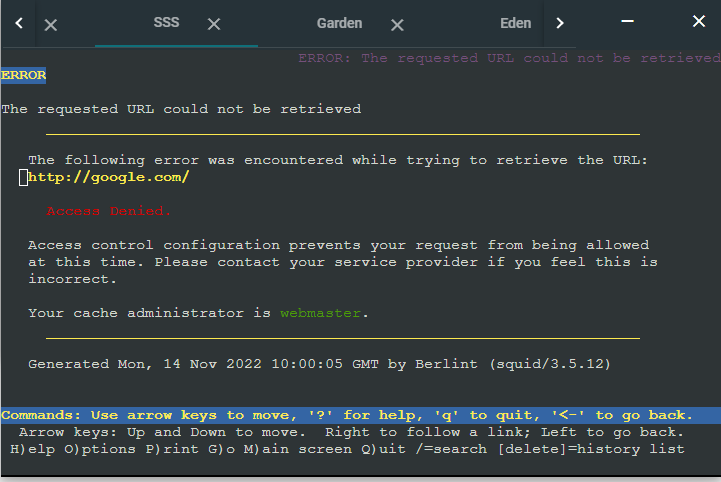 SSS Garden Eden
ERROR: The requested URL could not be retrieved
ERROR
The requested URL could not be retrieved
The following error was encountered while trying to retrieve the URL:
http://google.com/
Access Denied.
Access control configuration prevents your request from being allowed
at this time. Please contact your service provider if you feel this is
incorrect.
Your cache administrator is webmaster.
Generated Mon, 14 Nov 2022 10:00:05 GMT by Berlint (squid/3.5.12)
Commands: Use arrow keys to move, '?' for help, 'q' to quit, '<-' to go back.
Arrow keys: Up and Down to move.  Right to follow a link; Left to go back.
H)elp O)ptions P)rint G)o M)ain screen Q)uit /=search [delete]=history list